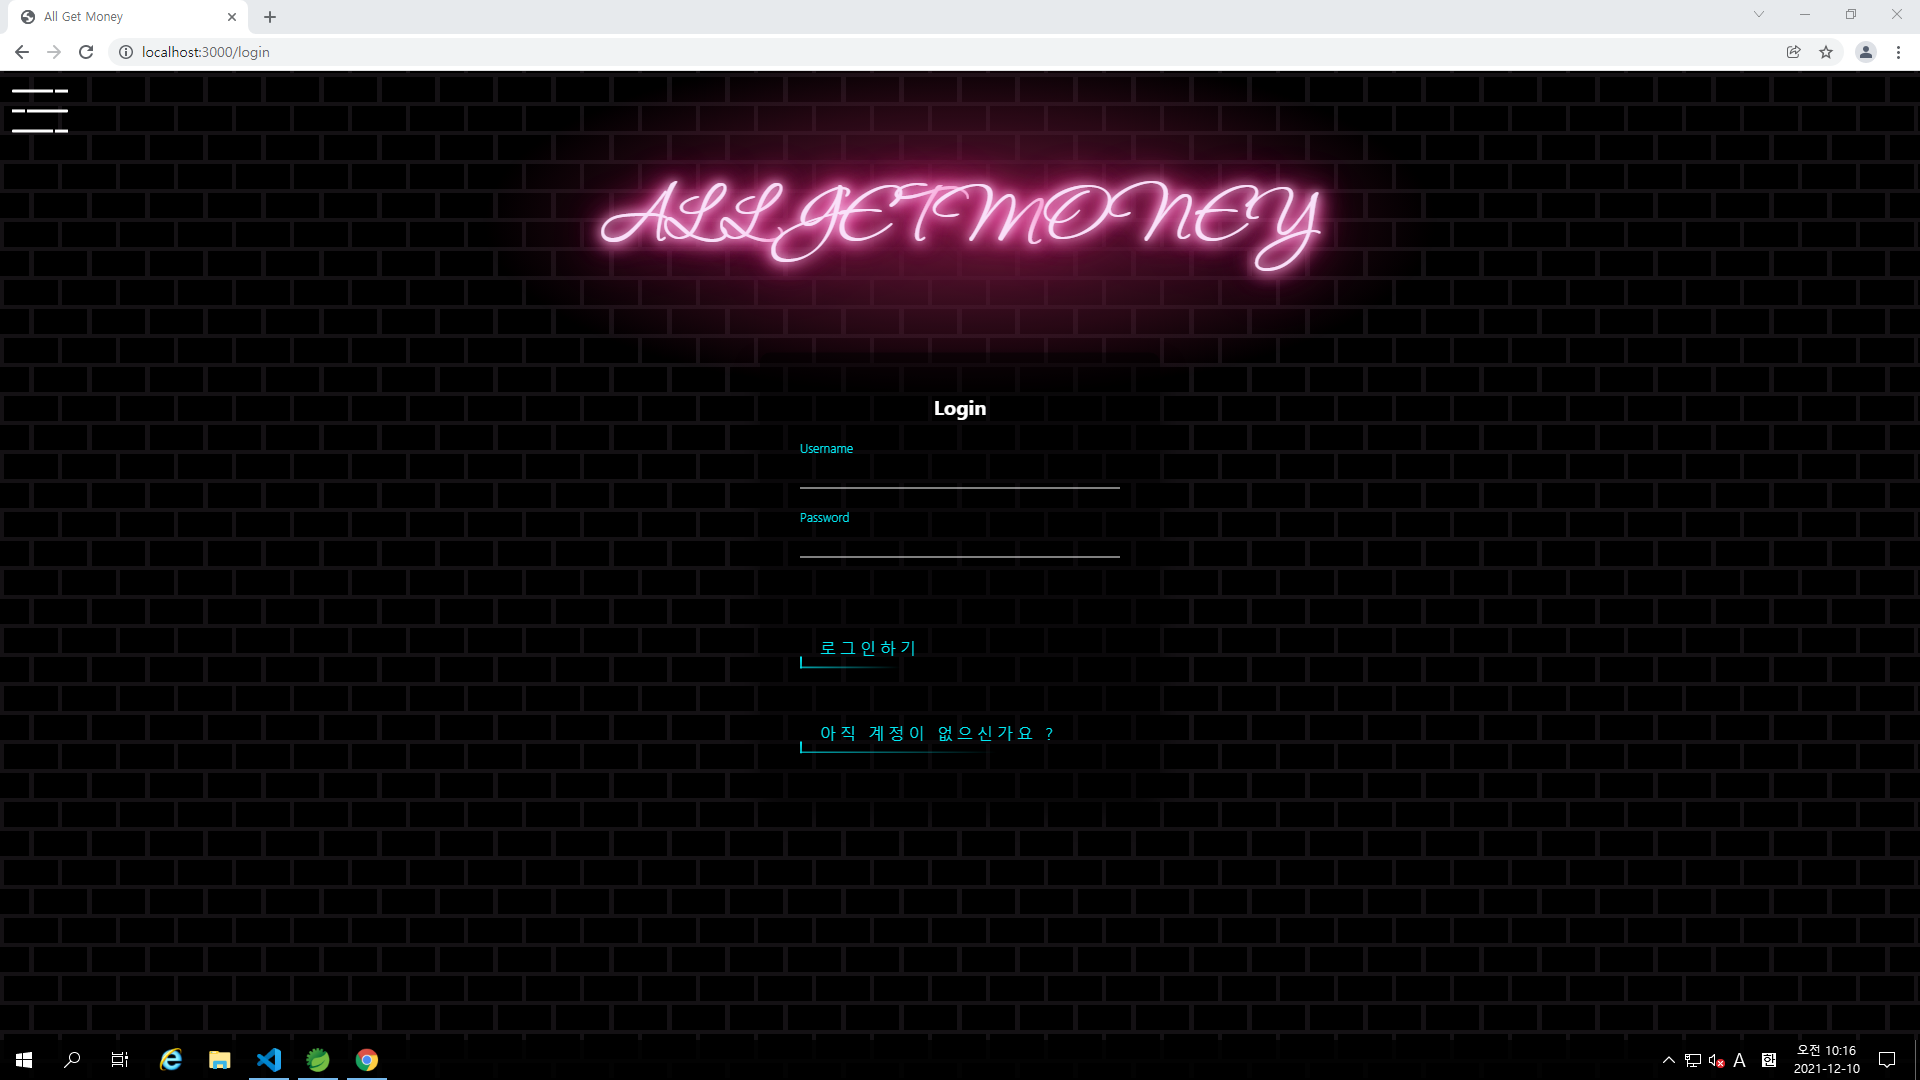 All Get Money
localhost:3000/login
ALL GET MONEY
Login
Username
Password
로그인하기
아직 계정이 없으신가요 ?
A 한
오전 10:16
2021-12-10